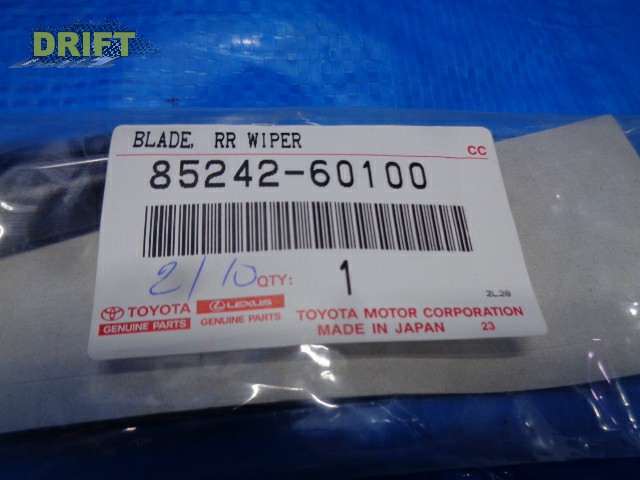 DRIFT
BLADE, RR WIPER
CC
85242-60100
2/10
QTY: 1
2L28
TOYOTA
GENUINE PARTS
LEXUS
GENUINE PARTS
TOYOTA MOTOR CORPORATION
MADE IN JAPAN 23